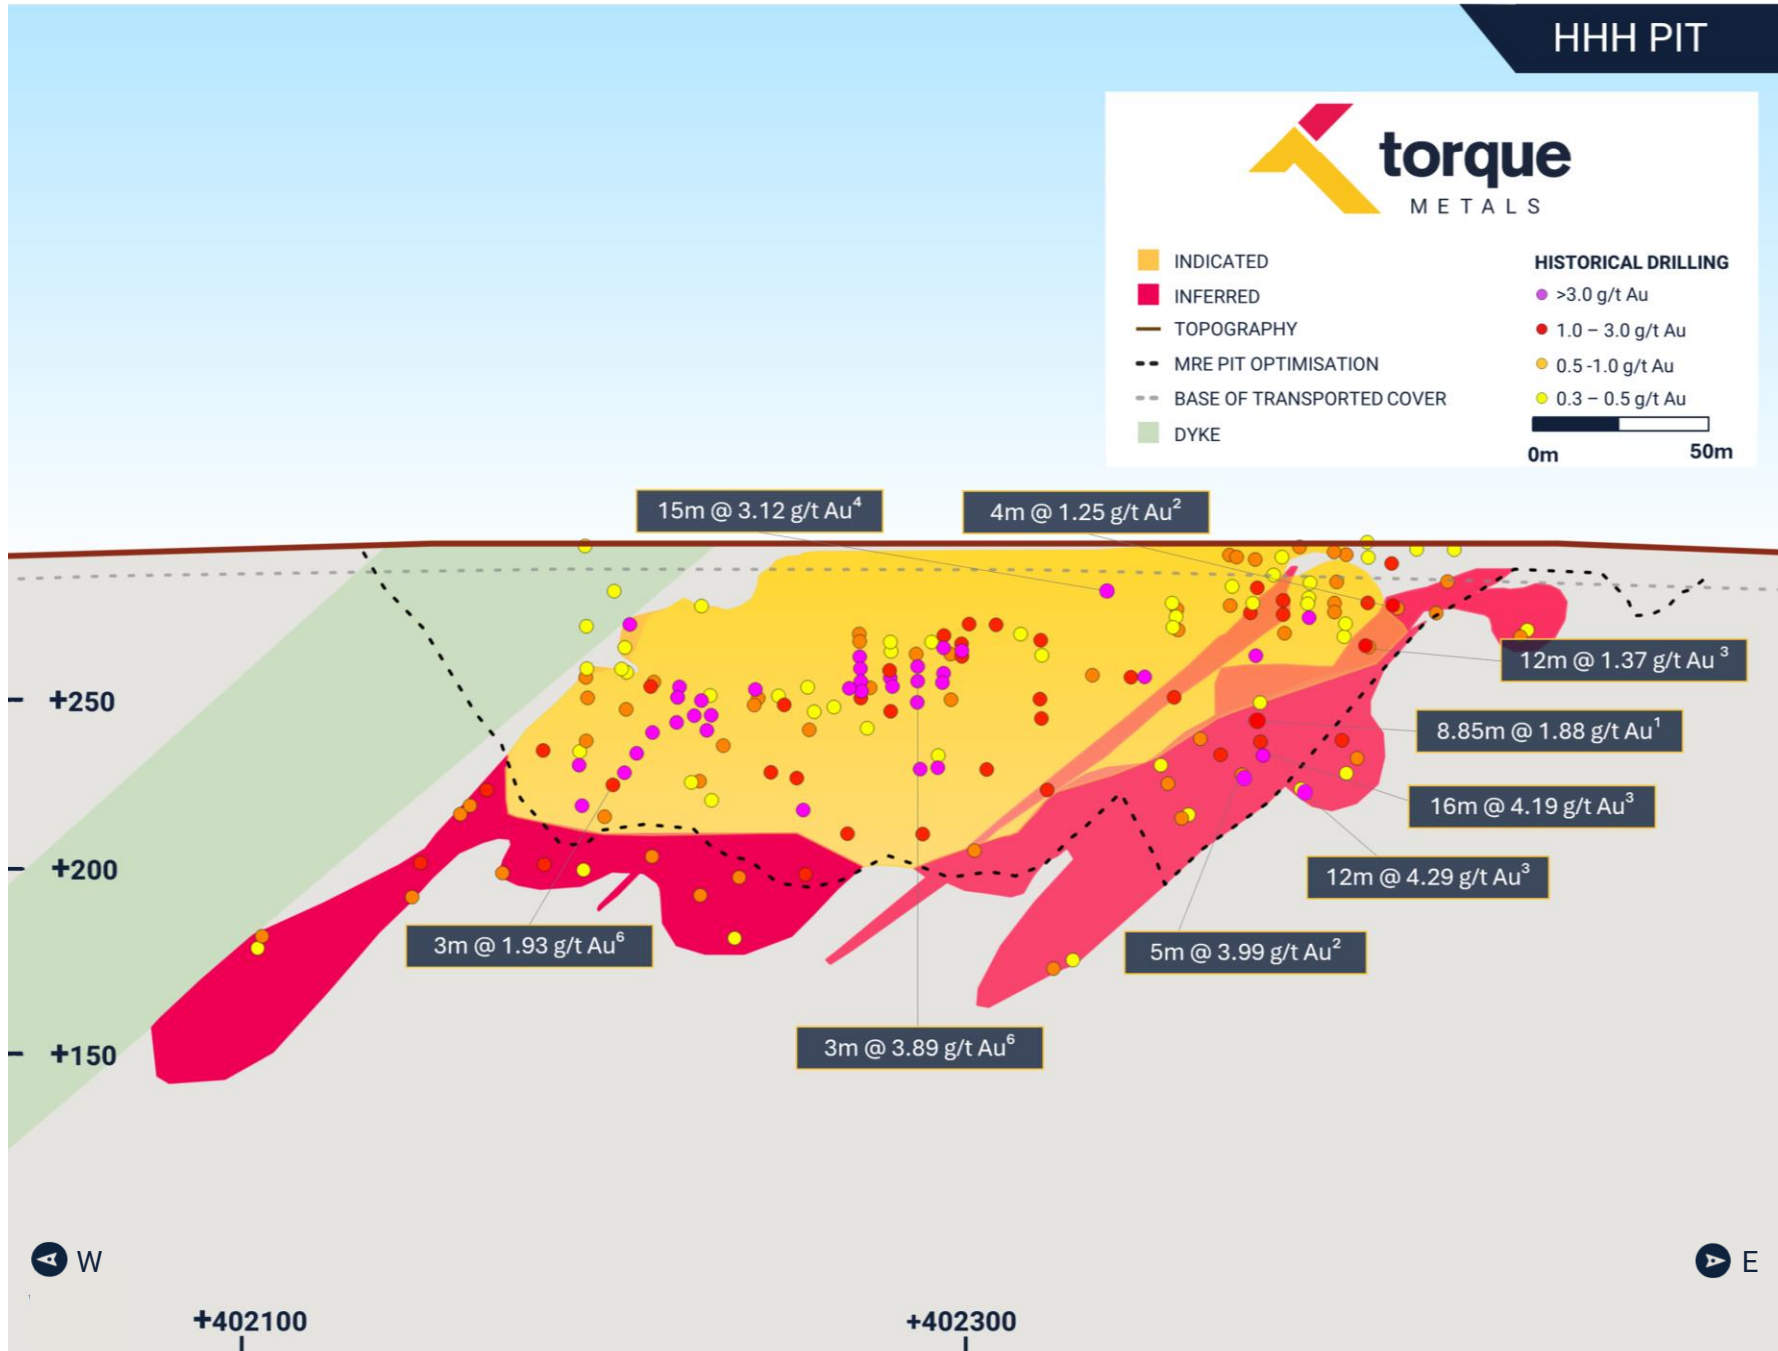 HHH PIT
torque
METALS
INDICATED
INFERRED
TOPOGRAPHY
MRE PIT OPTIMISATION
BASE OF TRANSPORTED COVER
DYKE
HISTORICAL DRILLING
>3.0 g/t Au
1.0 – 3.0 g/t Au
0.5 -1.0 g/t Au
0.3 – 0.5 g/t Au
0m 50m
15m @ 3.12 g/t Au⁴
4m @ 1.25 g/t Au²
12m @ 1.37 g/t Au ³
+250
8.85m @ 1.88 g/t Au¹
16m @ 4.19 g/t Au³
+200
12m @ 4.29 g/t Au³
3m @ 1.93 g/t Au⁶
5m @ 3.99 g/t Au²
3m @ 3.89 g/t Au⁶
+150
W
E
+402100
+402300